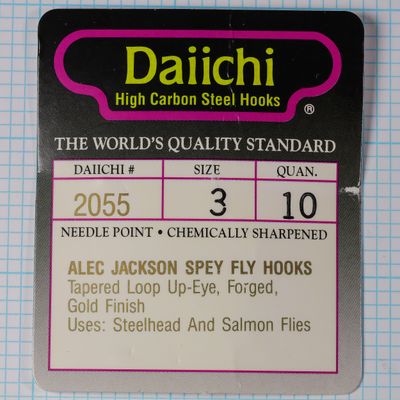 Daiichi
High Carbon Steel Hooks ®
THE WORLD'S QUALITY STANDARD
DAIICHI # SIZE QUAN.
2055 3 10
NEEDLE POINT • CHEMICALLY SHARPENED
ALEC JACKSON SPEY FLY HOOKS
Tapered Loop Up-Eye, Forged,
Gold Finish
Uses: Steelhead And Salmon Flies